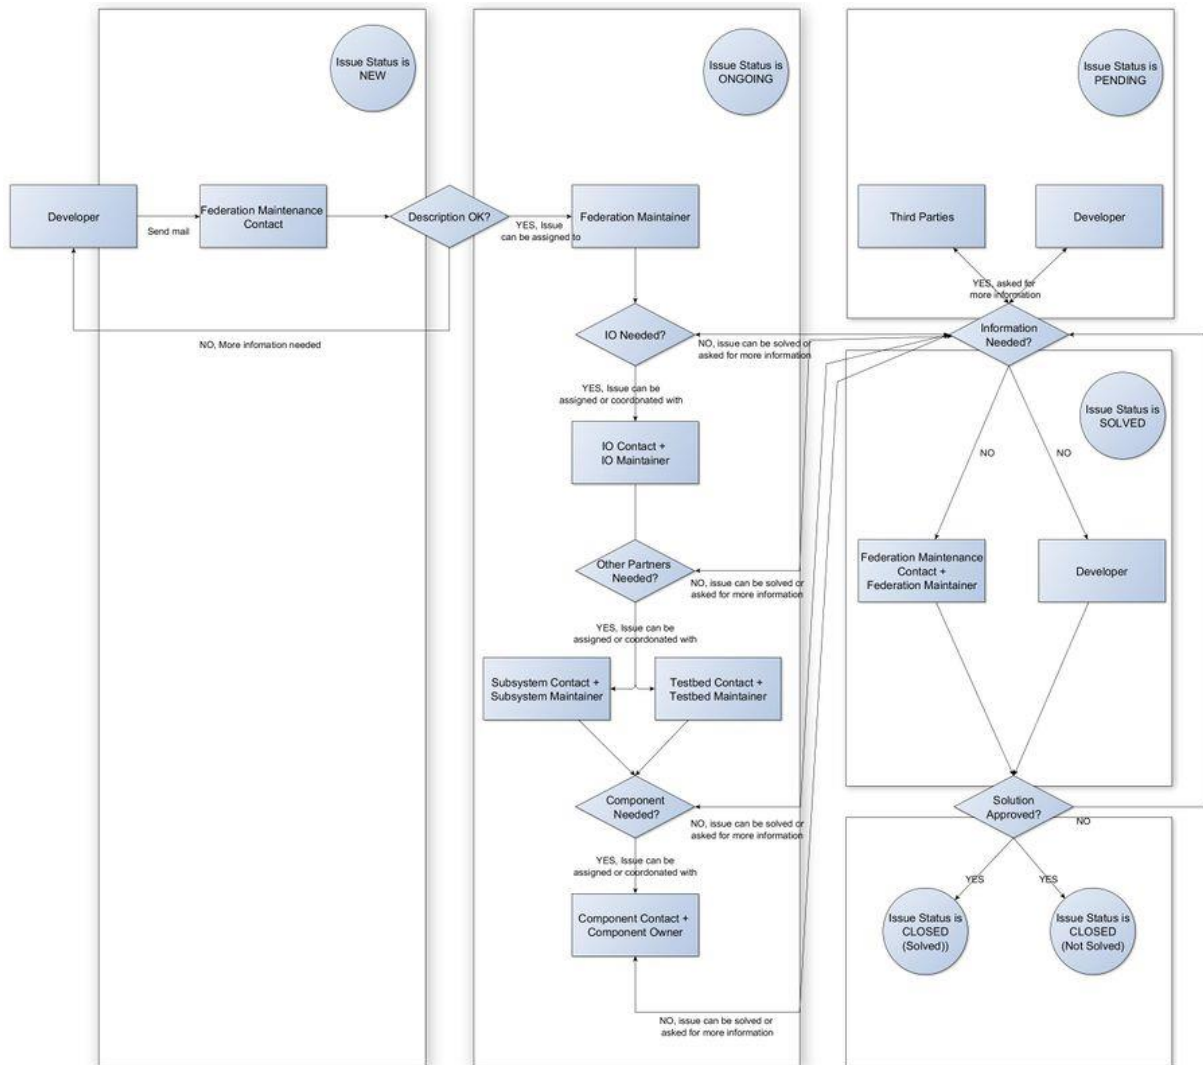 Issue Status is
NEW
Issue Status is
ONGOING
Issue Status is
PENDING
Developer
Send mail
Federation Maintenance
Contact
Description OK?
YES, Issue
can be assigned to
Federation Maintainer
Third Parties
Developer
YES, asked for
more information
NO, More infomation needed
IO Needed?
NO, issue can be solved or
asked for more information
Information
Needed?
YES, Issue can be
assigned or coordonated with
Issue Status is
SOLVED
IO Contact +
IO Maintainer
NO
NO
Other Partners
Needed?
NO, issue can be solved or
asked for more information
Federation Maintenance
Contact +
Federation Maintainer
Developer
YES, Issue can be
assigned or coordonated with
Subsystem Contact +
Subsystem Maintainer
Testbed Contact +
Testbed Maintainer
Component
Needed?
NO, issue can be solved or
asked for more information
Solution
Approved?
NO
YES, Issue can be
assigned or coordonated with
YES
YES
Component Contact +
Component Owner
Issue Status is
CLOSED
(Solved))
Issue Status is
CLOSED
(Not Solved)
NO, issue can be solved or
asked for more information